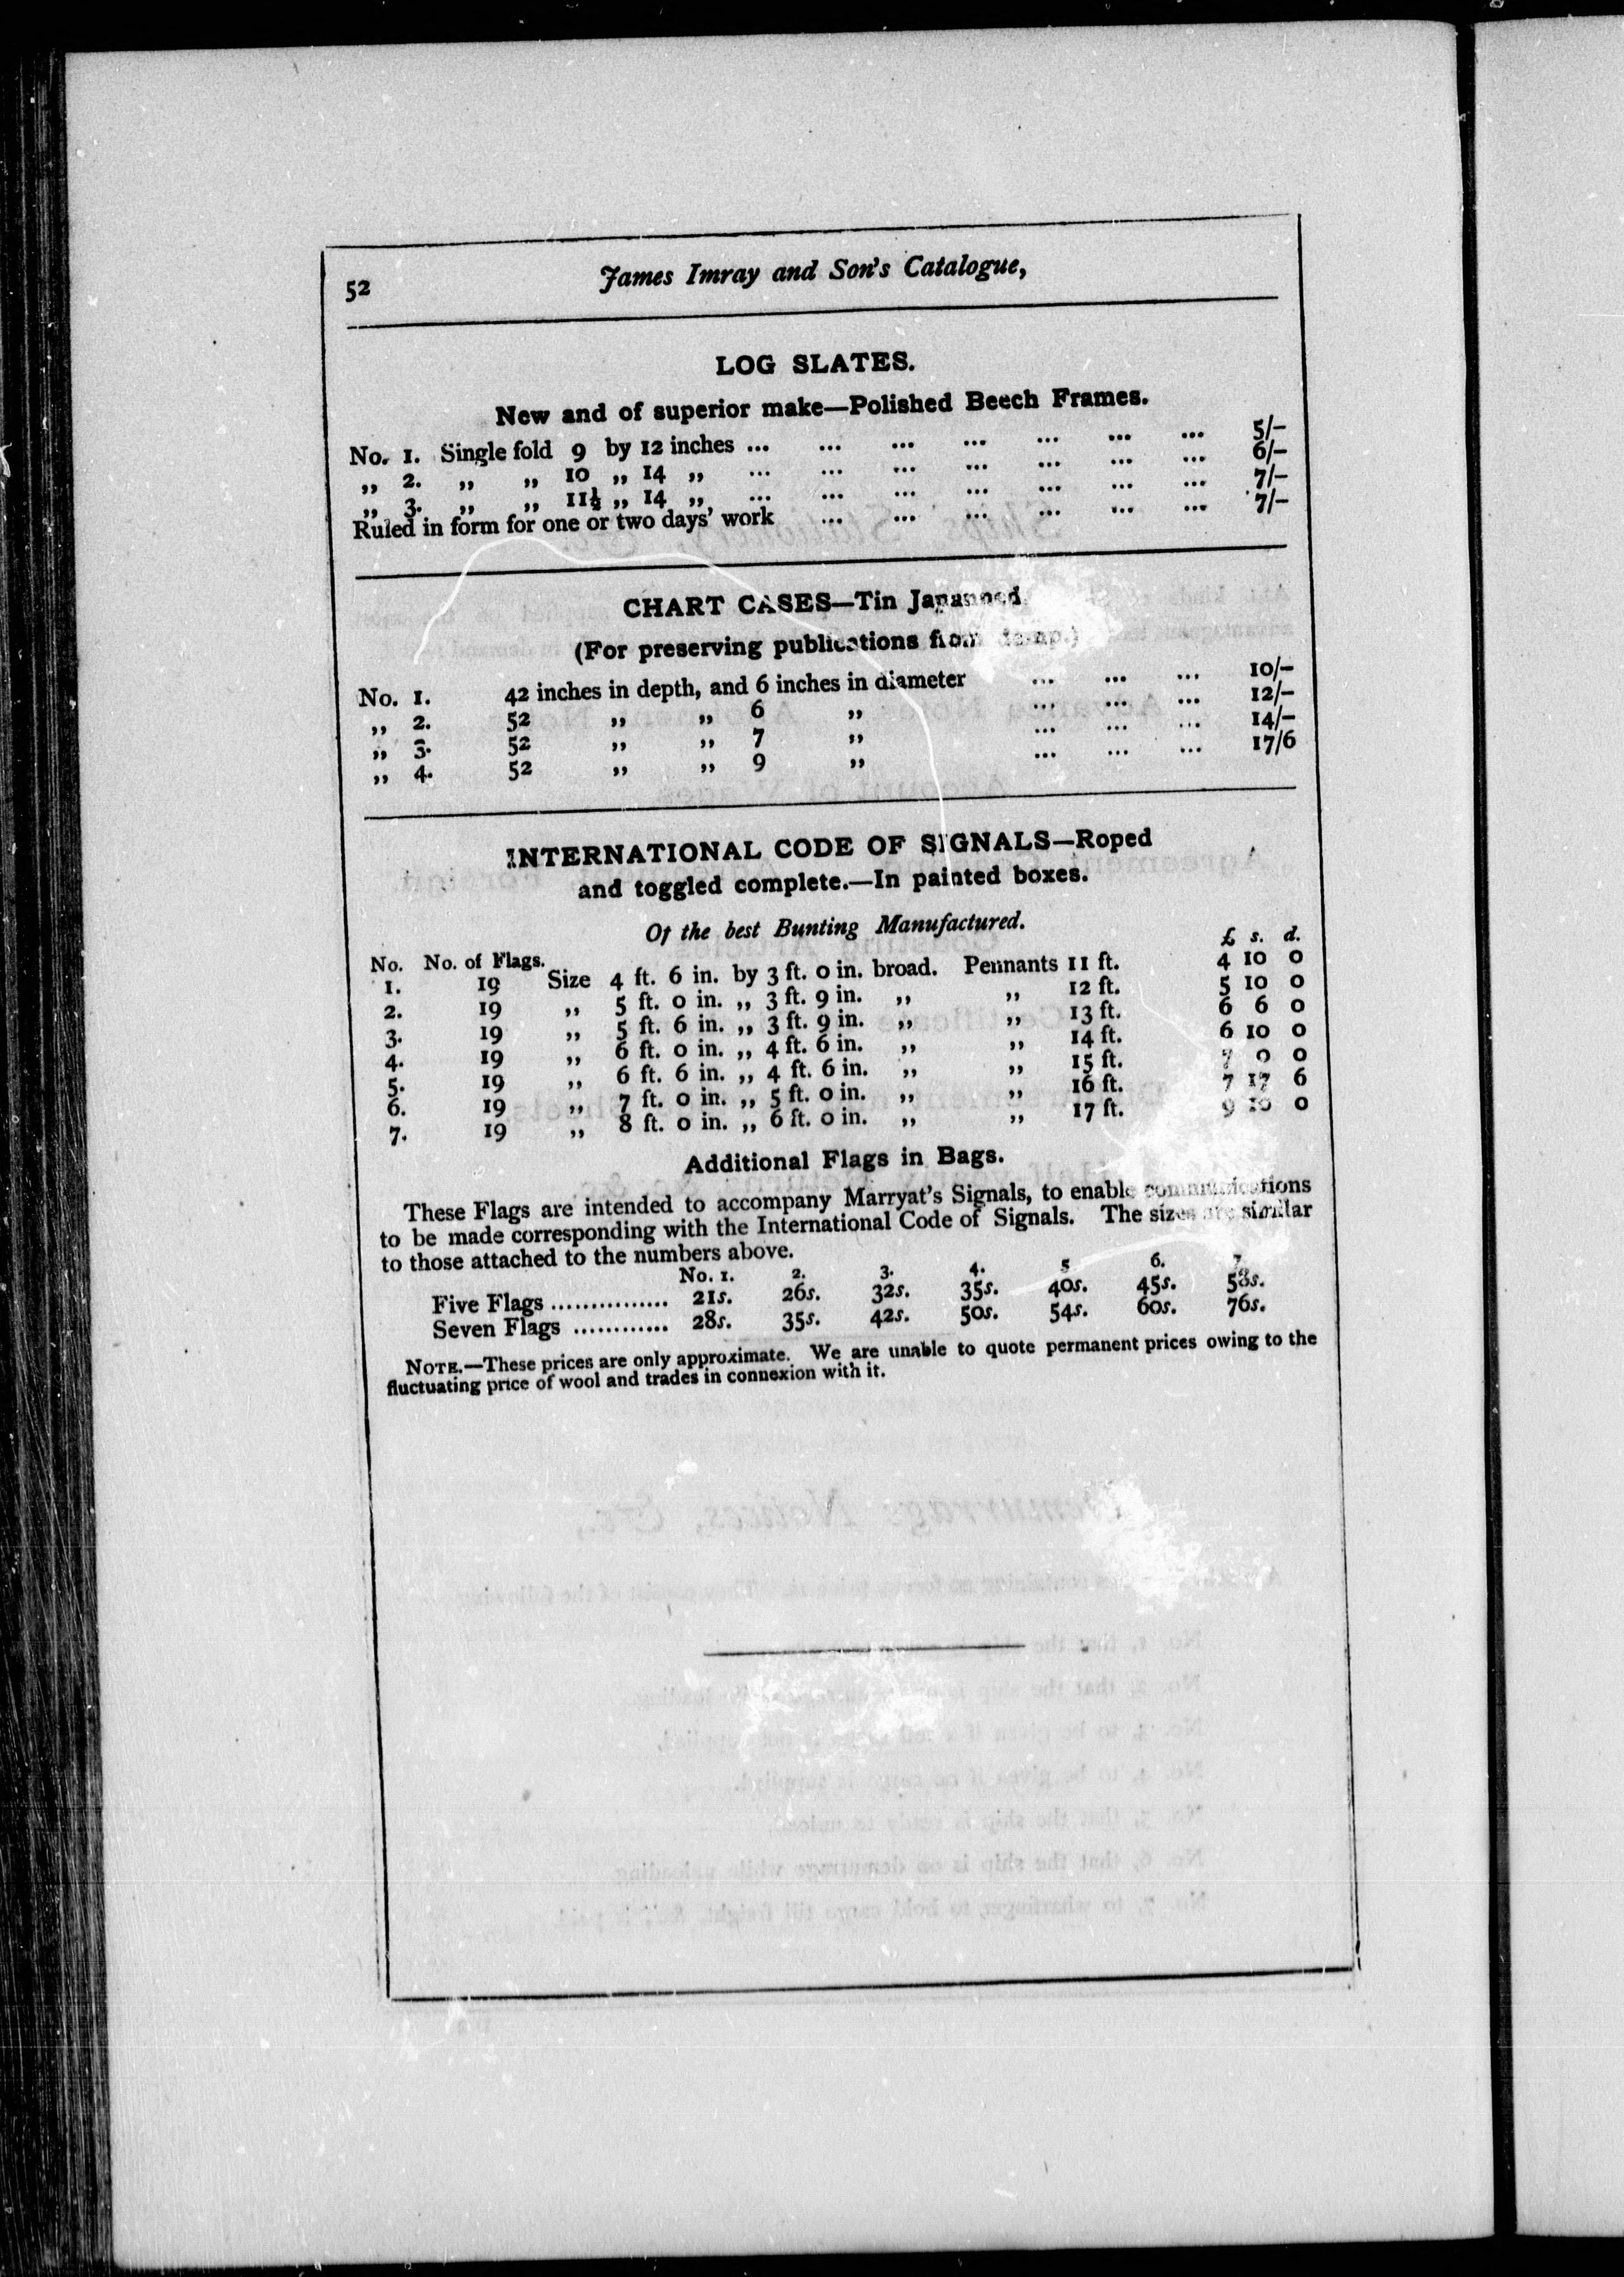 52 James Imray and Son's Catalogue,
LOG SLATES.
New and of superior make—Polished Beech Frames.
No. 1. Single fold 9 by 12 inches ... ... ... ... ... ... ... 5/-
„ 2. „ „ 10 „ 14 „ ... ... ... ... ... ... ... 6/-
„ 3. „ „ 11½ „ 14 „ ... ... ... ... ... ... ... 7/-
Ruled in form for one or two days' work ... ... ... ... ... ... 7/-
CHART CASES—Tin Japanned.
(For preserving publications from damp.)
No. 1. 42 inches in depth, and 6 inches in diameter ... ... ... 10/-
„ 2. 52 „ „ 6 „ ... ... ... 12/-
„ 3. 52 „ „ 7 „ ... ... ... 14/-
„ 4. 52 „ „ 9 „ ... ... ... 17/6
INTERNATIONAL CODE OF SIGNALS—Roped
and toggled complete.—In painted boxes.
Of the best Bunting Manufactured.
No. No. of Flags. £ s. d.
1. 19 Size 4 ft. 6 in. by 3 ft. 0 in. broad. Pennants 11 ft. 4 10 0
2. 19 „ 5 ft. 0 in. „ 3 ft. 9 in. „ „ 12 ft. 5 10 0
3. 19 „ 5 ft. 6 in. „ 3 ft. 9 in. „ „ 13 ft. 6 6 0
4. 19 „ 6 ft. 0 in. „ 4 ft. 6 in. „ „ 14 ft. 6 10 0
5. 19 „ 6 ft. 6 in. „ 4 ft. 6 in. „ „ 15 ft. 7 0 0
6. 19 „ 7 ft. 0 in. „ 5 ft. 0 in. „ „ 16 ft. 7 17 6
7. 19 „ 8 ft. 0 in. „ 6 ft. 0 in. „ „ 17 ft. 9 10 0
Additional Flags in Bags.
These Flags are intended to accompany Marryat's Signals, to enable communications
to be made corresponding with the International Code of Signals. The sizes are similar
to those attached to the numbers above.
No. 1. 2. 3. 4. 5 6. 7.
Five Flags ............... 21s. 26s. 32s. 35s. 40s. 45s. 58s.
Seven Flags ............ 28s. 35s. 42s. 50s. 54s. 60s. 76s.
NOTE.—These prices are only approximate. We are unable to quote permanent prices owing to the
fluctuating price of wool and trades in connexion with it.